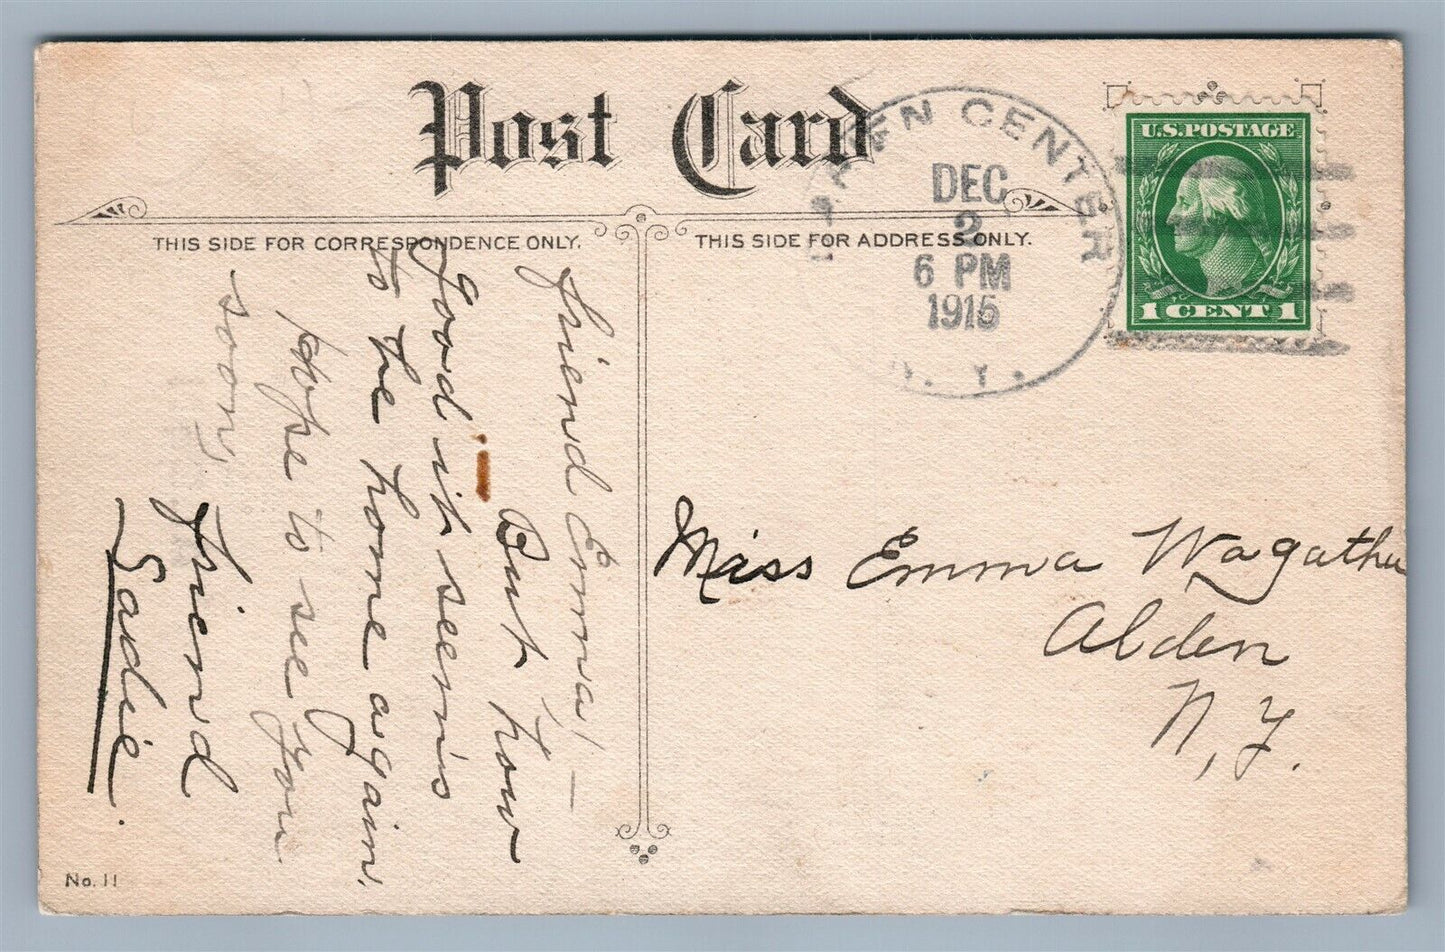 Post Card
THIS SIDE FOR CORRESPONDENCE ONLY.
THIS SIDE FOR ADDRESS ONLY.
CENTER
DEC
2
6 PM
1915
N. Y.
U.S. POSTAGE
1 CENT 1
Friend Emma! –
But how
good it seems
to be home again.
hope to see you
soon,
Friend
Sadie.
Miss Emma
Alden
N, Y.
No. 11